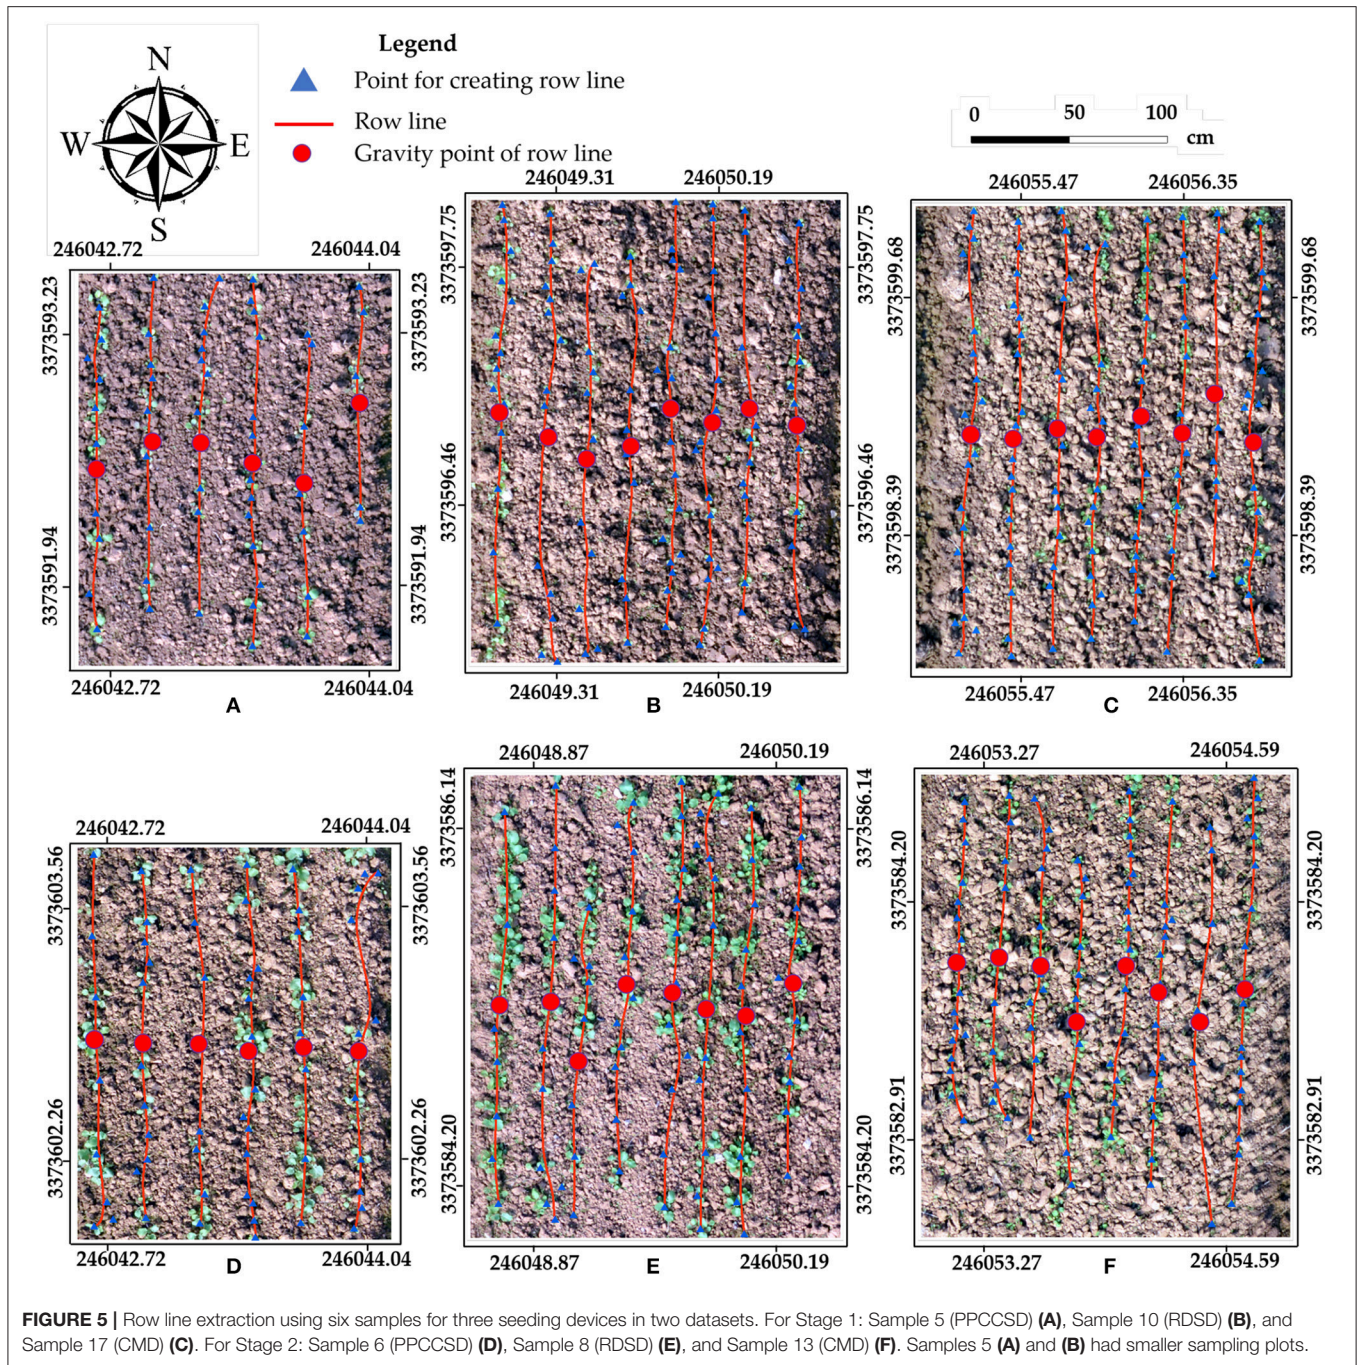 Legend
Point for creating row line
Row line
Gravity point of row line
N
W
E
S
0 50 100
cm
246042.72 246044.04
3373593.23 3373593.23
3373591.94 3373591.94
246042.72 246044.04
A
246049.31 246050.19
3373597.75 3373597.75
3373596.46 3373596.46
246049.31 246050.19
B
246055.47 246056.35
3373599.68 3373599.68
3373598.39 3373598.39
246055.47 246056.35
C
246042.72 246044.04
3373603.56 3373603.56
3373602.26 3373602.26
246042.72 246044.04
D
246048.87 246050.19
3373586.14 3373586.14
3373584.20 3373584.20
246048.87 246050.19
E
246053.27 246054.59
3373584.20 3373584.20
3373582.91 3373582.91
246053.27 246054.59
F
FIGURE 5 | Row line extraction using six samples for three seeding devices in two datasets. For Stage 1: Sample 5 (PPCCSD) (A), Sample 10 (RDSD) (B), and
Sample 17 (CMD) (C). For Stage 2: Sample 6 (PPCCSD) (D), Sample 8 (RDSD) (E), and Sample 13 (CMD) (F). Samples 5 (A) and (B) had smaller sampling plots.